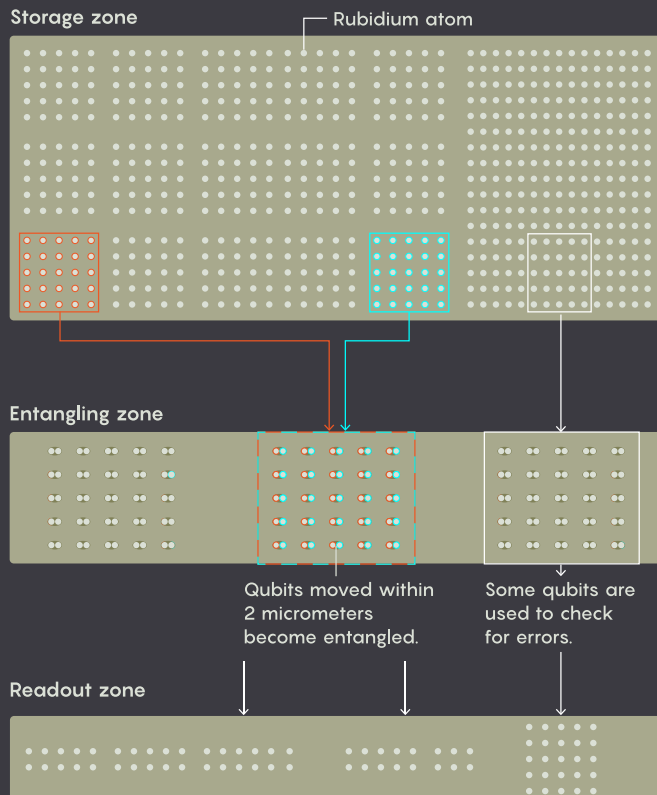 Storage zone
Rubidium atom
Entangling zone
Qubits moved within
2 micrometers
become entangled.
Some qubits are
used to check
for errors.
Readout zone